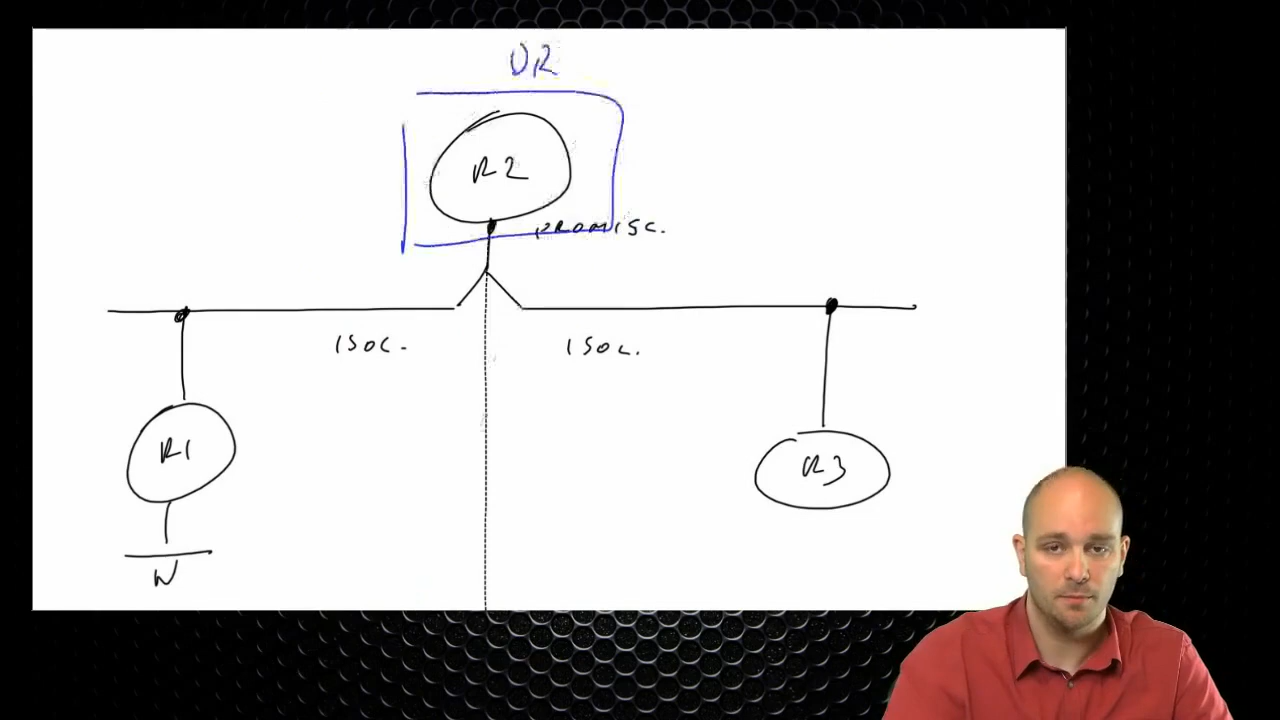 DR
R2
PROMISC.
ISOL.
ISOL.
R1
R3
N